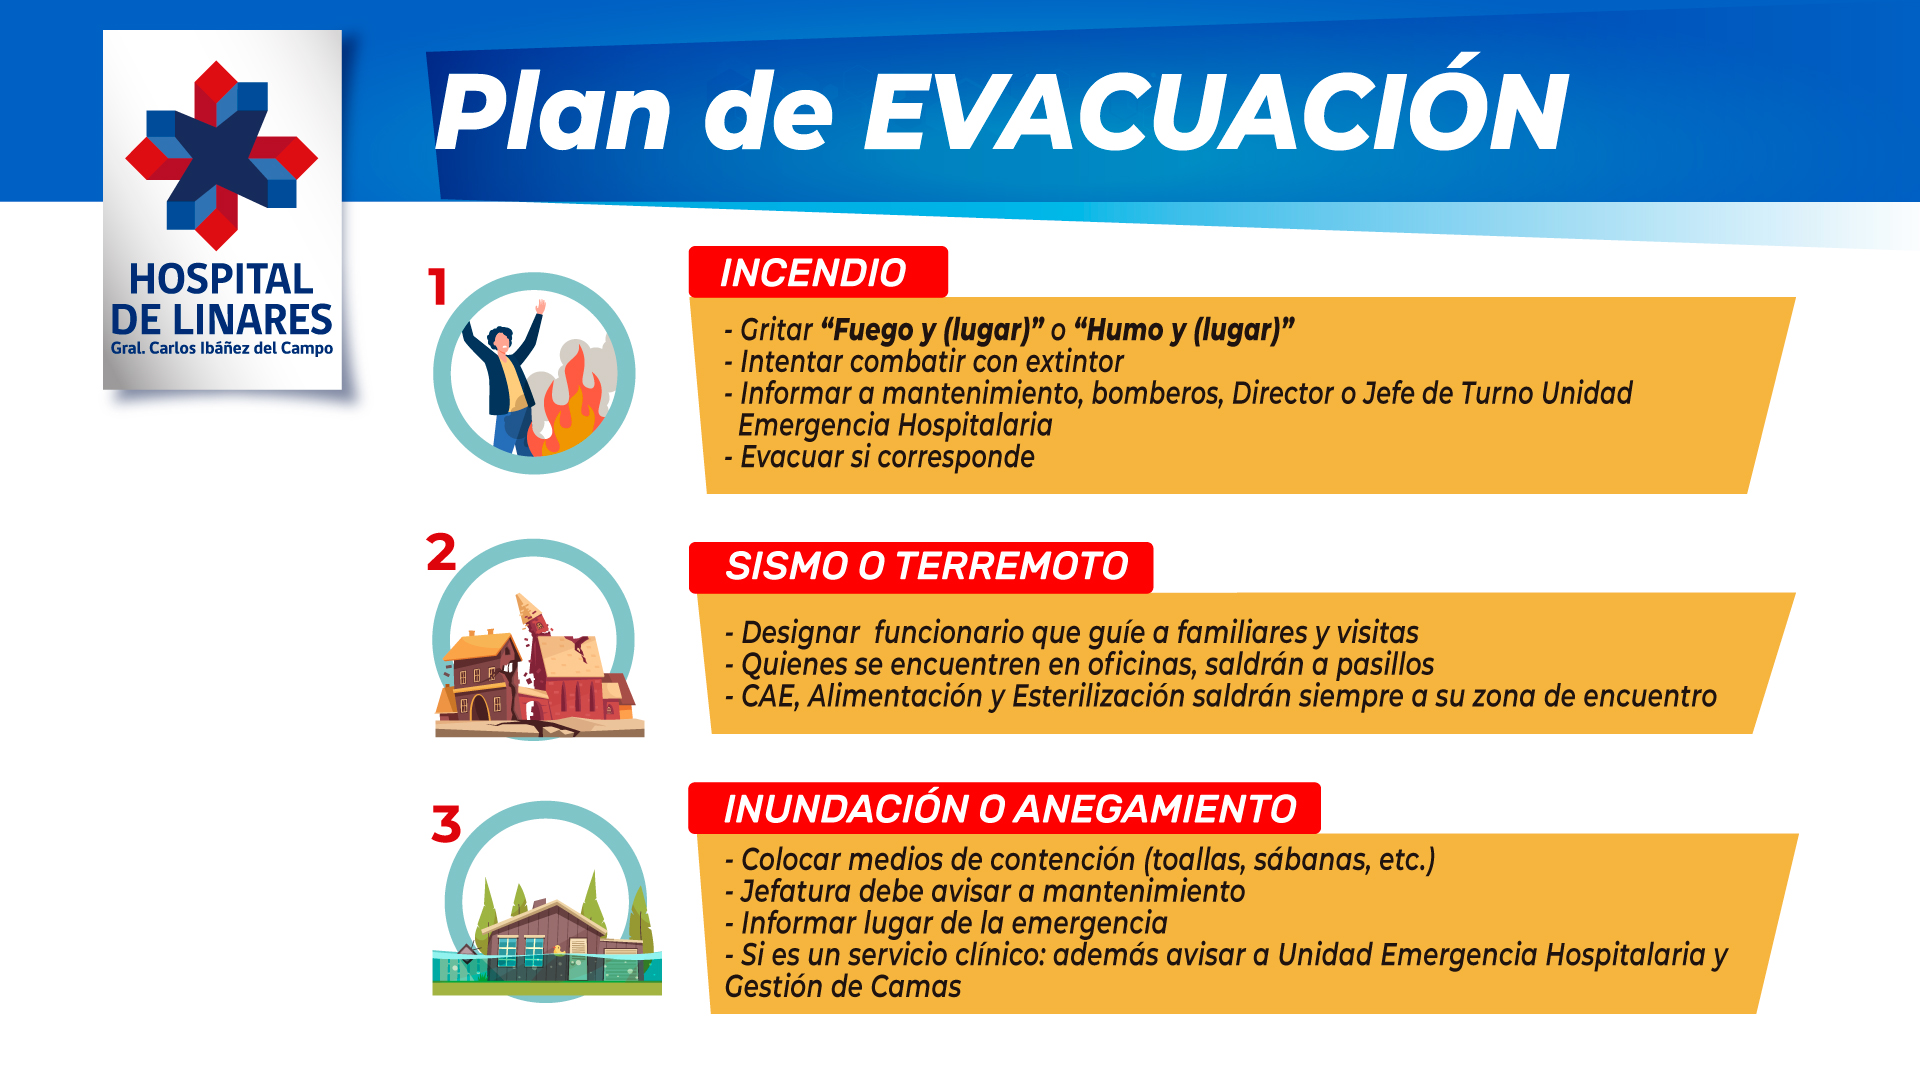 Plan de EVACUACIÓN
HOSPITAL
DE LINARES
Gral. Carlos Ibáñez del Campo
1
INCENDIO
- Gritar “Fuego y (lugar)” o “Humo y (lugar)”
- Intentar combatir con extintor
- Informar a mantenimiento, bomberos, Director o Jefe de Turno Unidad
Emergencia Hospitalaria
- Evacuar si corresponde
2
SISMO O TERREMOTO
- Designar funcionario que guíe a familiares y visitas
- Quienes se encuentren en oficinas, saldrán a pasillos
- CAE, Alimentación y Esterilización saldrán siempre a su zona de encuentro
3
INUNDACIÓN O ANEGAMIENTO
- Colocar medios de contención (toallas, sábanas, etc.)
- Jefatura debe avisar a mantenimiento
- Informar lugar de la emergencia
- Si es un servicio clínico: además avisar a Unidad Emergencia Hospitalaria y
Gestión de Camas